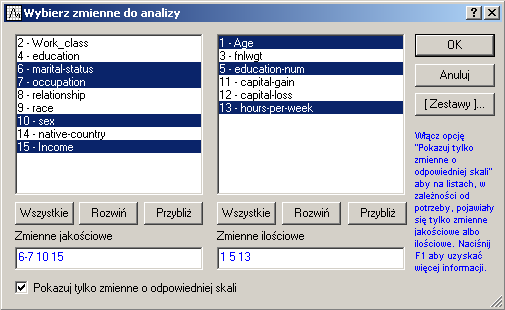 Wybierz zmienne do analizy
2 - Work_class
4 - education
6 - marital-status
7 - occupation
8 - relationship
9 - race
10 - sex
14 - native-country
15 - Income
1 - Age
3 - fnlwgt
5 - education-num
11 - capital-gain
12 - capital-loss
13 - hours-per-week
OK
Anuluj
[ Zestawy ]...
Włącz opcję
"Pokazuj tylko
zmienne o
odpowiedniej skali"
aby na listach, w
zależności od
potrzeby, pojawiały
się tylko zmienne
jakościowe albo
ilościowe. Naciśnij
F1 aby uzyskać
więcej informacji.
Wszystkie Rozwiń Przybliż
Wszystkie Rozwiń Przybliż
Zmienne jakościowe
6-7 10 15
Zmienne ilościowe
1 5 13
Pokazuj tylko zmienne o odpowiedniej skali